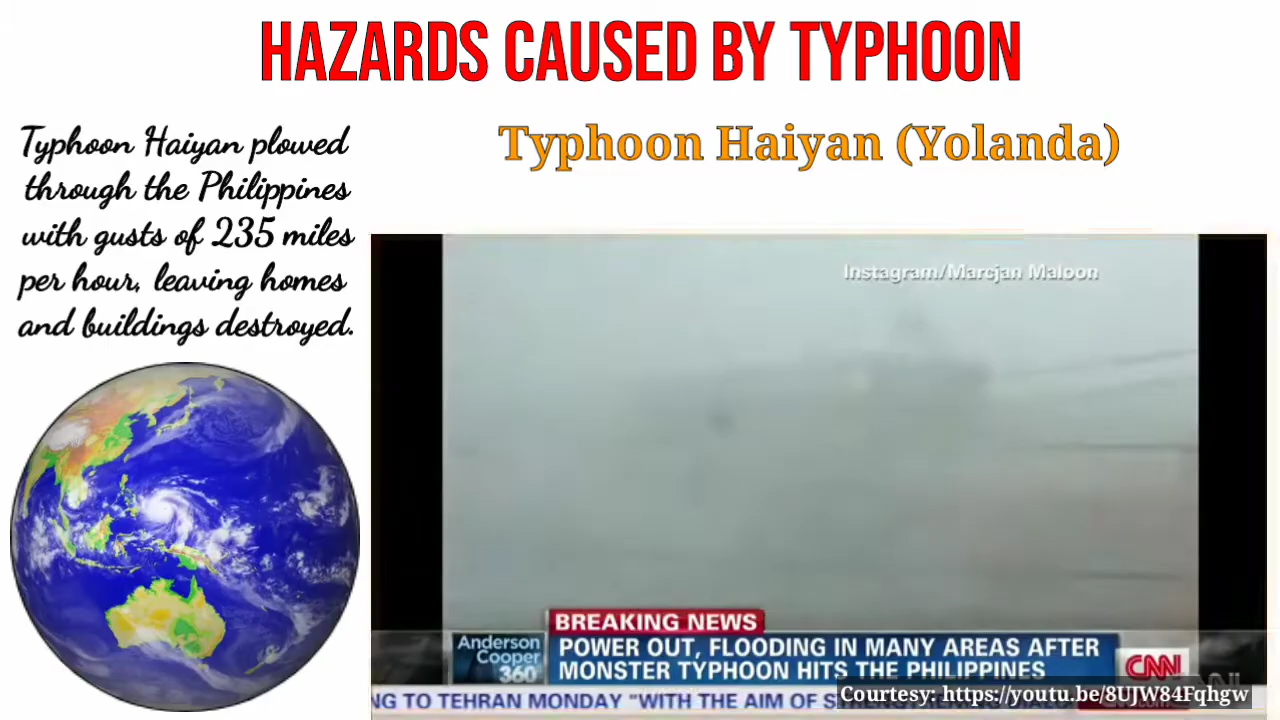 HAZARDS CAUSED BY TYPHOON
Typhoon Haiyan plowed
through the Philippines
with gusts of 235 miles
per hour, leaving homes
and buildings destroyed.
Typhoon Haiyan (Yolanda)
Instagram/Marcjan Maloon
BREAKING NEWS
Anderson
Cooper
360°
POWER OUT, FLOODING IN MANY AREAS AFTER
MONSTER TYPHOON HITS THE PHILIPPINES
CNN
NG TO TEHRAN MONDAY "WITH THE AIM OF
Courtesy: https://youtu.be/8UJW84Fqhgw